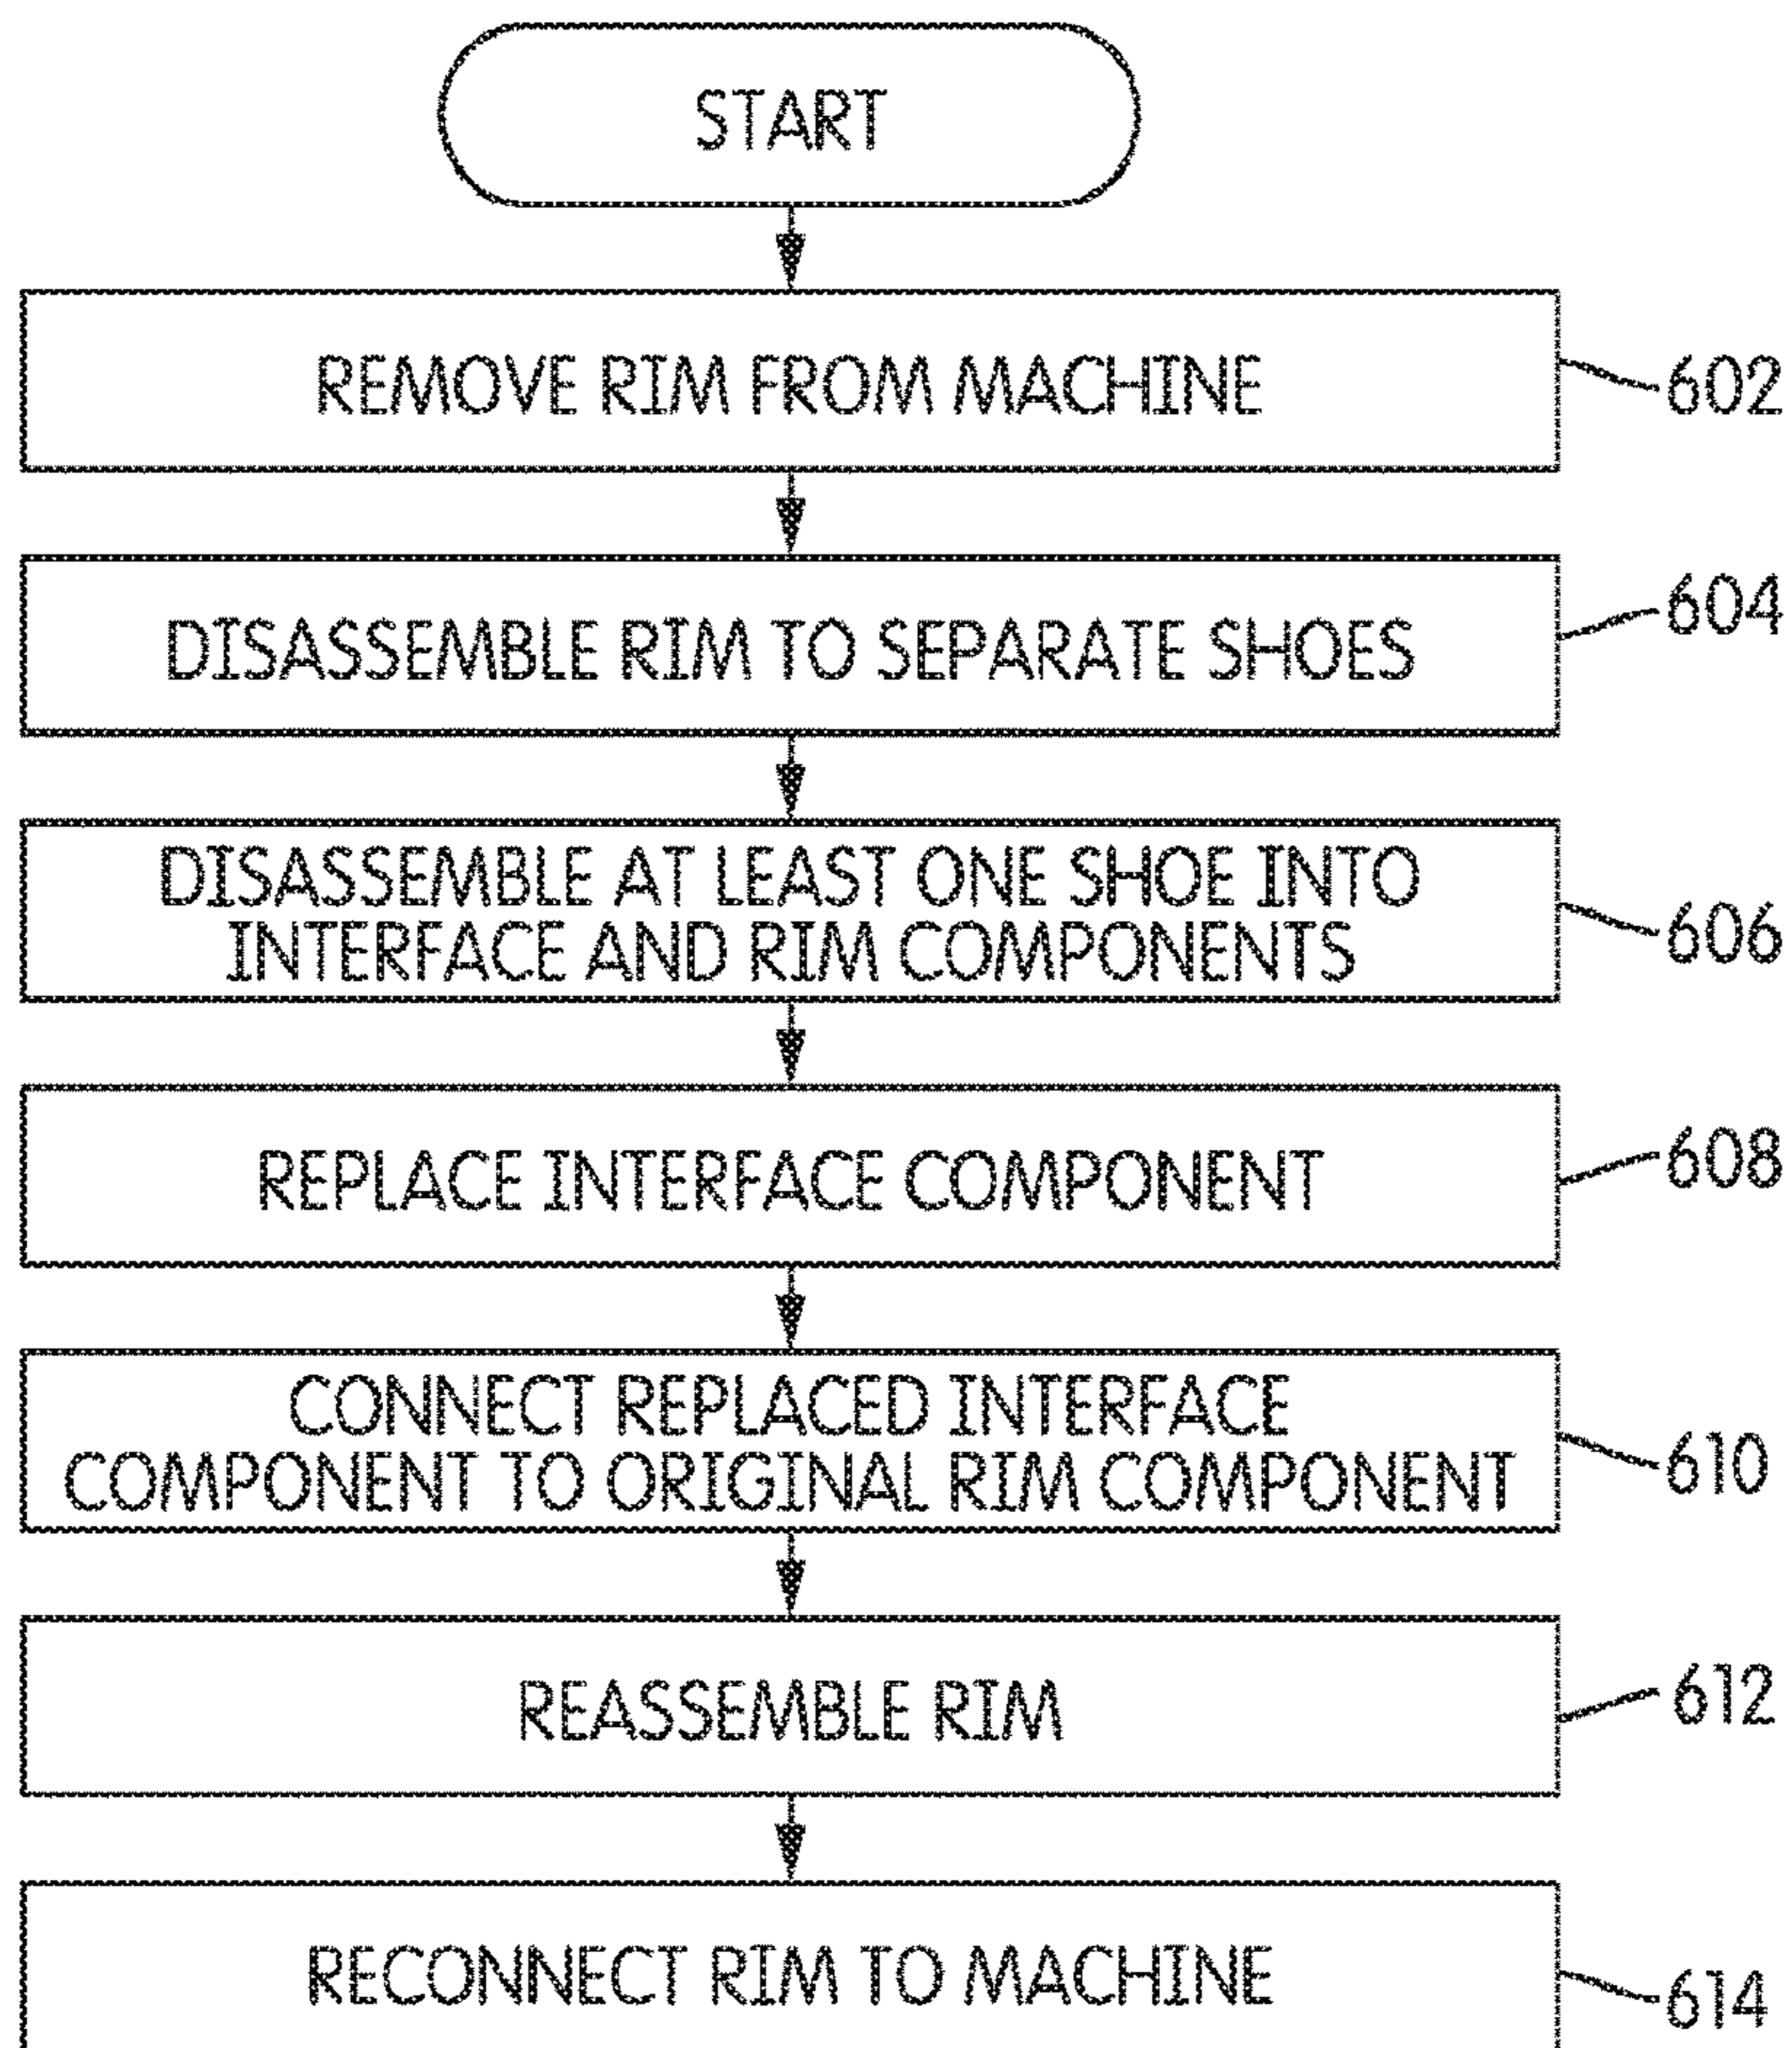 START
REMOVE RIM FROM MACHINE
602
DISASSEMBLE RIM TO SEPARATE SHOES
604
DISASSEMBLE AT LEAST ONE SHOE INTO
INTERFACE AND RIM COMPONENTS
606
REPLACE INTERFACE COMPONENT
608
CONNECT REPLACED INTERFACE
COMPONENT TO ORIGINAL RIM COMPONENT
610
REASSEMBLE RIM
612
RECONNECT RIM TO MACHINE
614